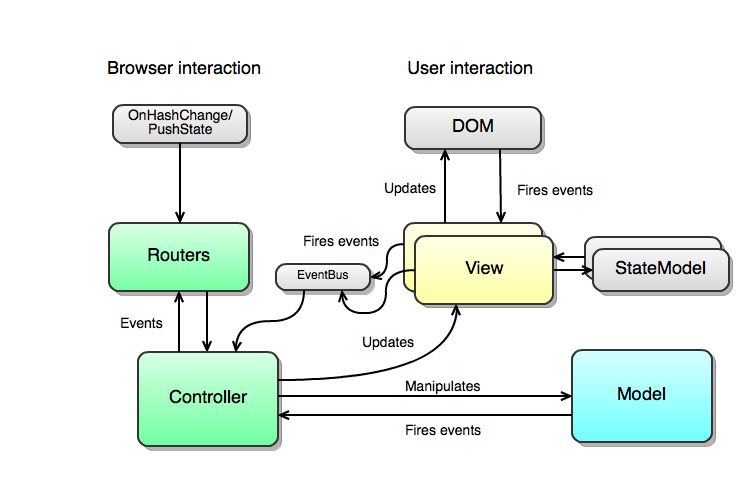 Browser interaction
User interaction
OnHashChange/
PushState
DOM
Updates
Fires events
Routers
Fires events
View
StateModel
EventBus
Events
Updates
Controller
Manipulates
Model
Fires events